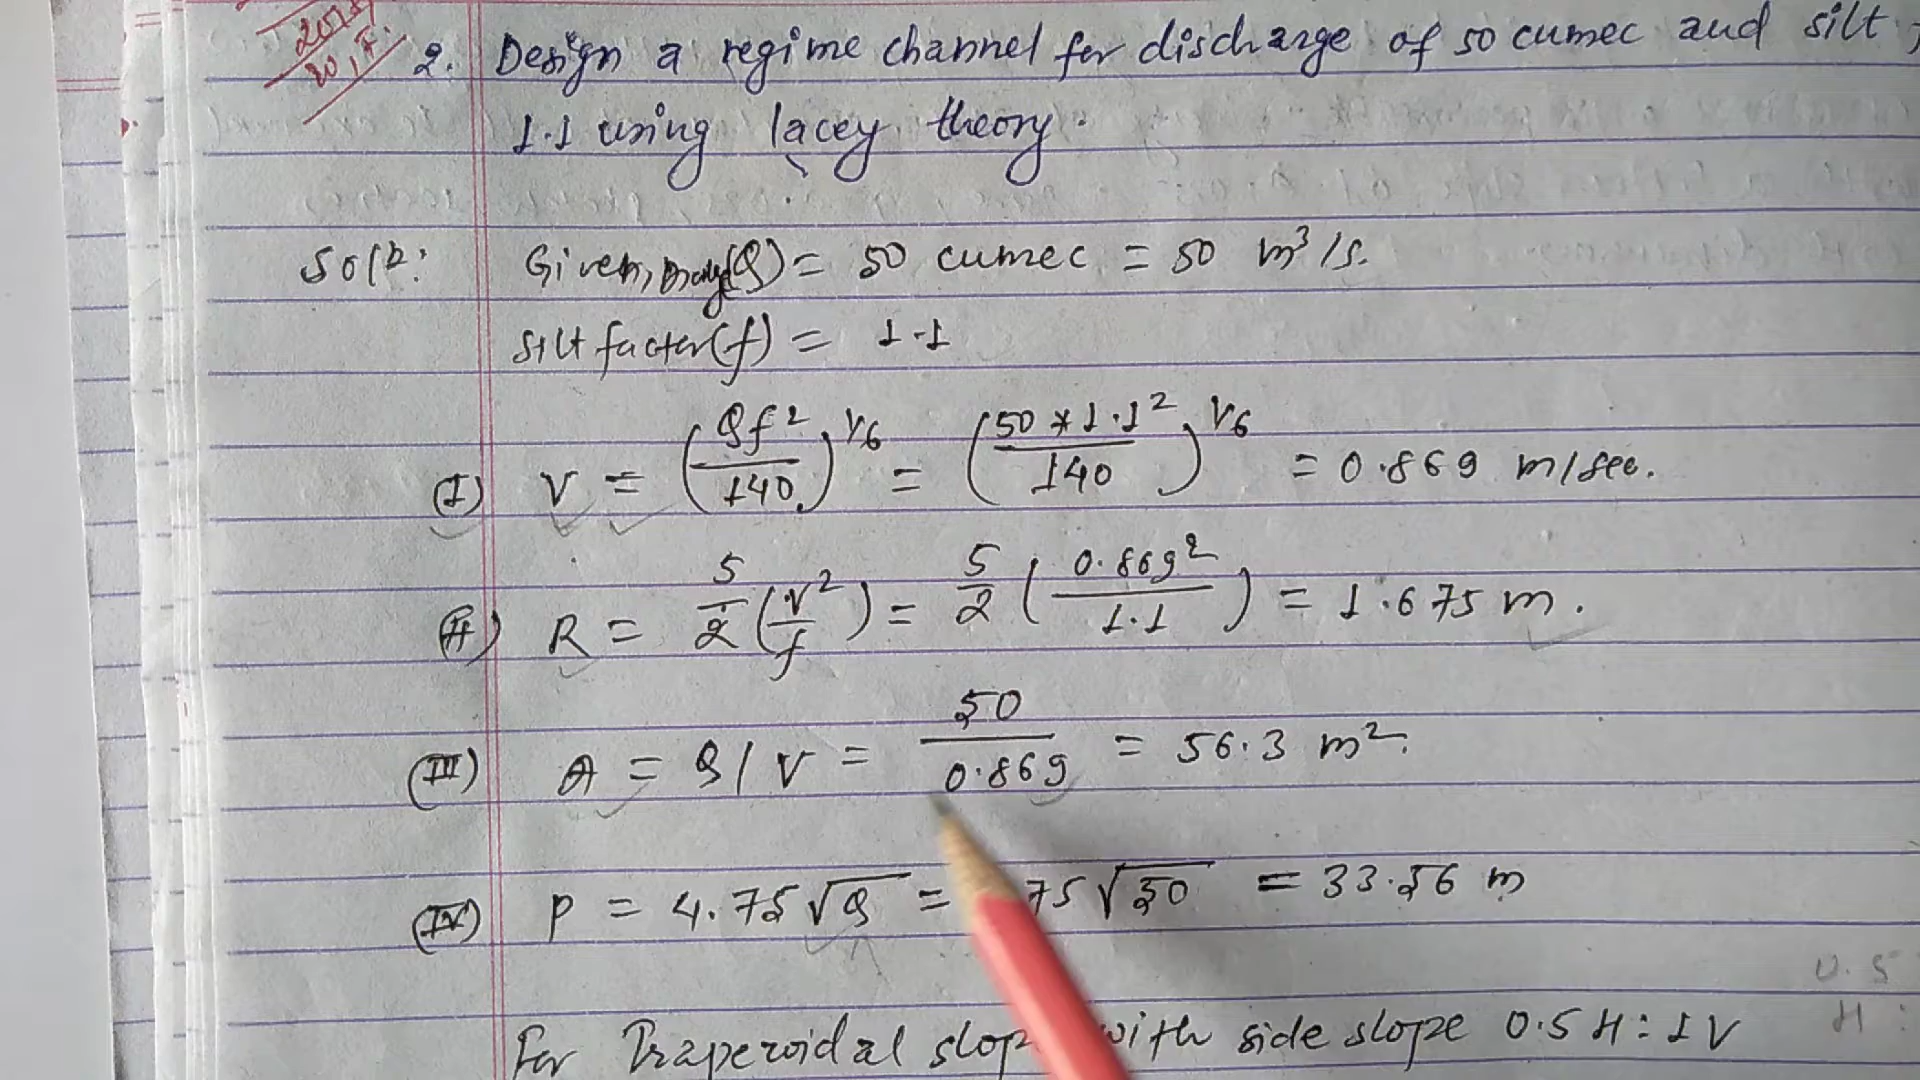 2. Design a regime channel for discharge of 50 cumec and silt
1.1 using lacey theory.
Given, (Q) = 50 cumec = 50 m³/s.
silt factor (f) = 1.1
(I) V = (Qf²/140)^1/6 = (50*1.1²/140)^1/6 = 0.869 m/sec.
(II) R = 5/2 (v²/f) = 5/2 (0.869²/1.1) = 1.675 m.
(III) A = Q/V = 50/0.869 = 56.3 m².
(IV) P = 4.75√Q = 75√50 = 33.56 m
For Trapezoidal slope with side slope 0.5 H : 1 V
0.5
H :